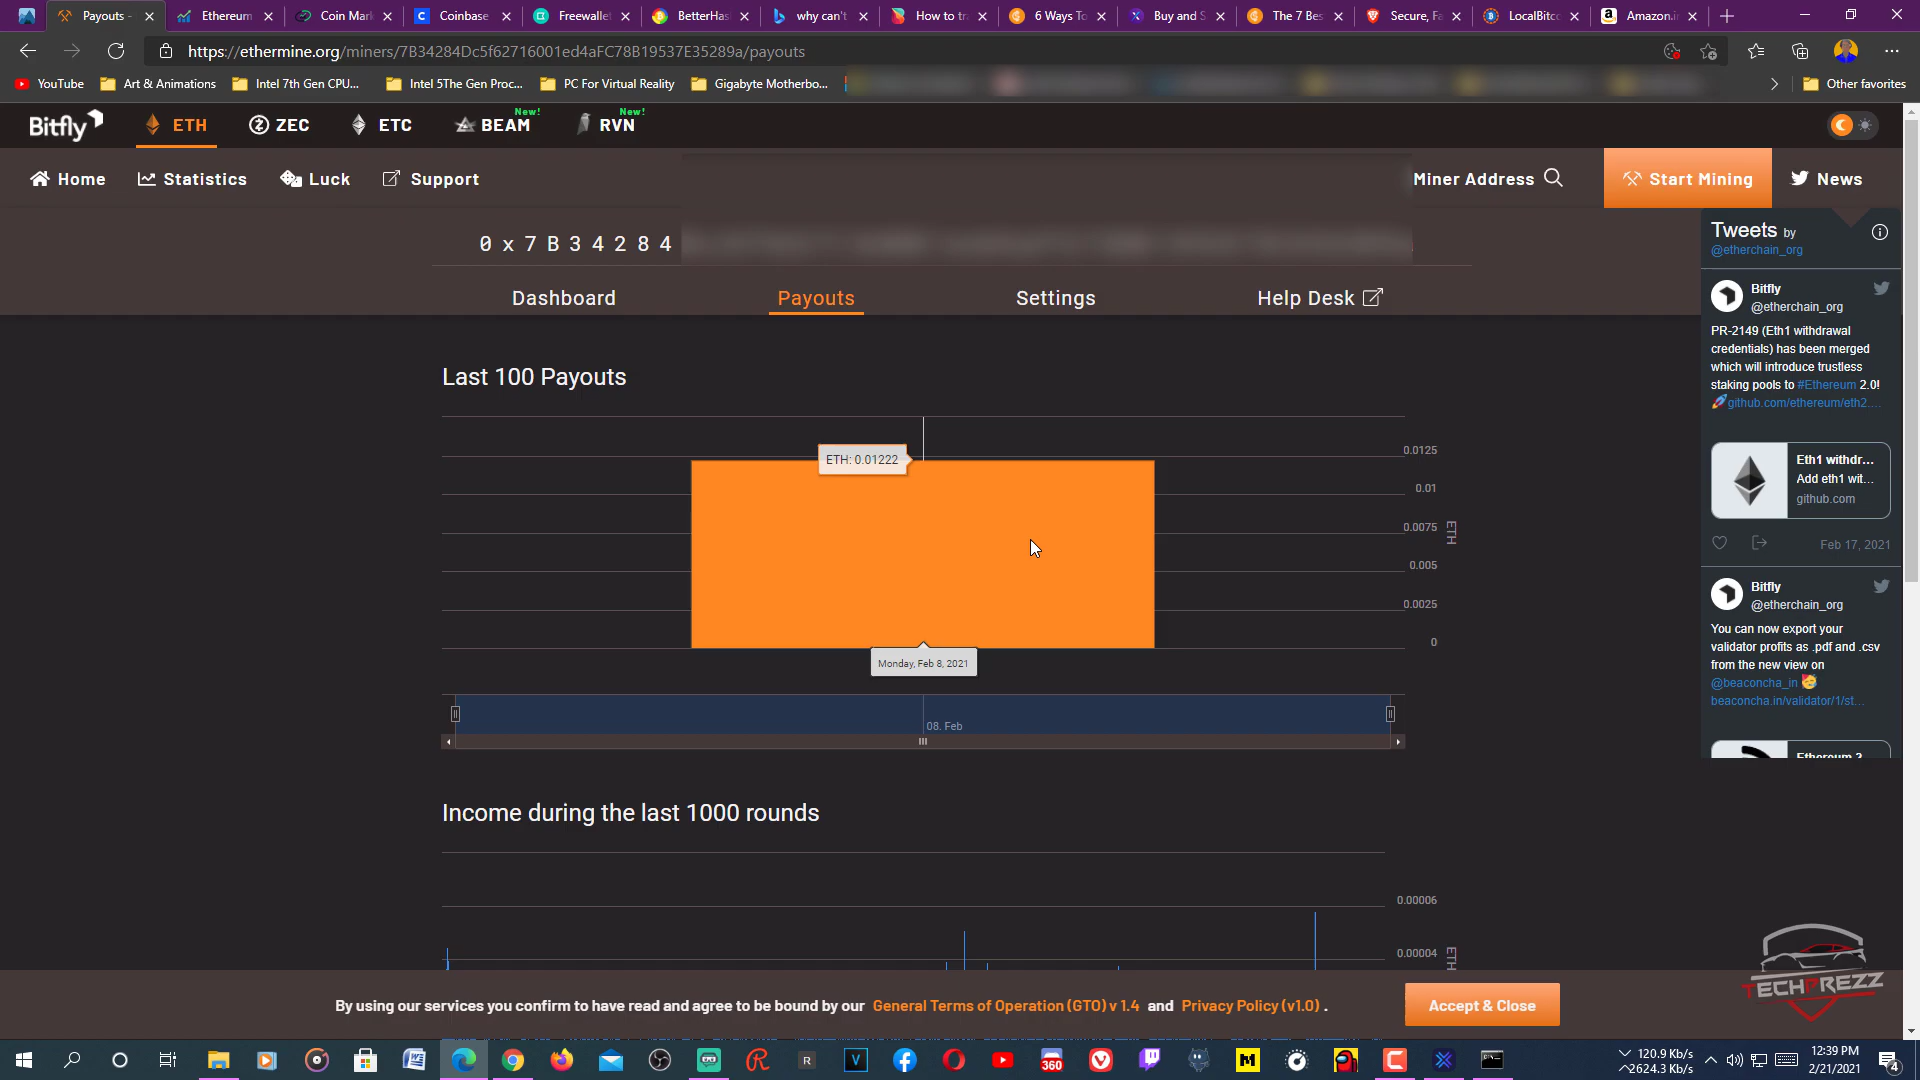 Payouts -
Ethereum
Coin Mark
Coinbase
Freewallet
BetterHas
why can't
How to tr
6 Ways To
Buy and S
The 7 Bes
Secure, Fa
LocalBitco
Amazon.i
https://ethermine.org/miners/7B34284Dc5f62716001ed4aFC78B19537E35289a/payouts
YouTube
Art & Animations
Intel 7th Gen CPU...
Intel 5The Gen Proc...
PC For Virtual Reality
Gigabyte Motherbo...
Other favorites
Bitfly
ETH
ZEC
ETC
BEAM
New!
RVN
New!
Home
Statistics
Luck
Support
Miner Address
Start Mining
News
0x7B34284
Dashboard
Payouts
Settings
Help Desk
Tweets by
@etherchain_org
Bitfly
@etherchain_org
PR-2149 (Eth1 withdrawal
credentials) has been merged
which will introduce trustless
staking pools to #Ethereum 2.0!
github.com/ethereum/eth2....
Eth1 withdr...
Add eth1 wit...
github.com
Feb 17, 2021
Bitfly
@etherchain_org
You can now export your
validator profits as .pdf and .csv
from the new view on
@beaconcha_in
beaconcha.in/validator/1/st...
Last 100 Payouts
ETH: 0.01222
0.0125
0.01
0.0075
0.005
0.0025
0
ETH
Monday, Feb 8, 2021
08. Feb
Income during the last 1000 rounds
0.00006
0.00004
ETH
By using our services you confirm to have read and agree to be bound by our General Terms of Operation (GTO) v 1.4 and Privacy Policy (v1.0) .
Accept & Close
TECHPREZZ
120.9 Kb/s
2624.3 Kb/s
12:39 PM
2/21/2021
4
360